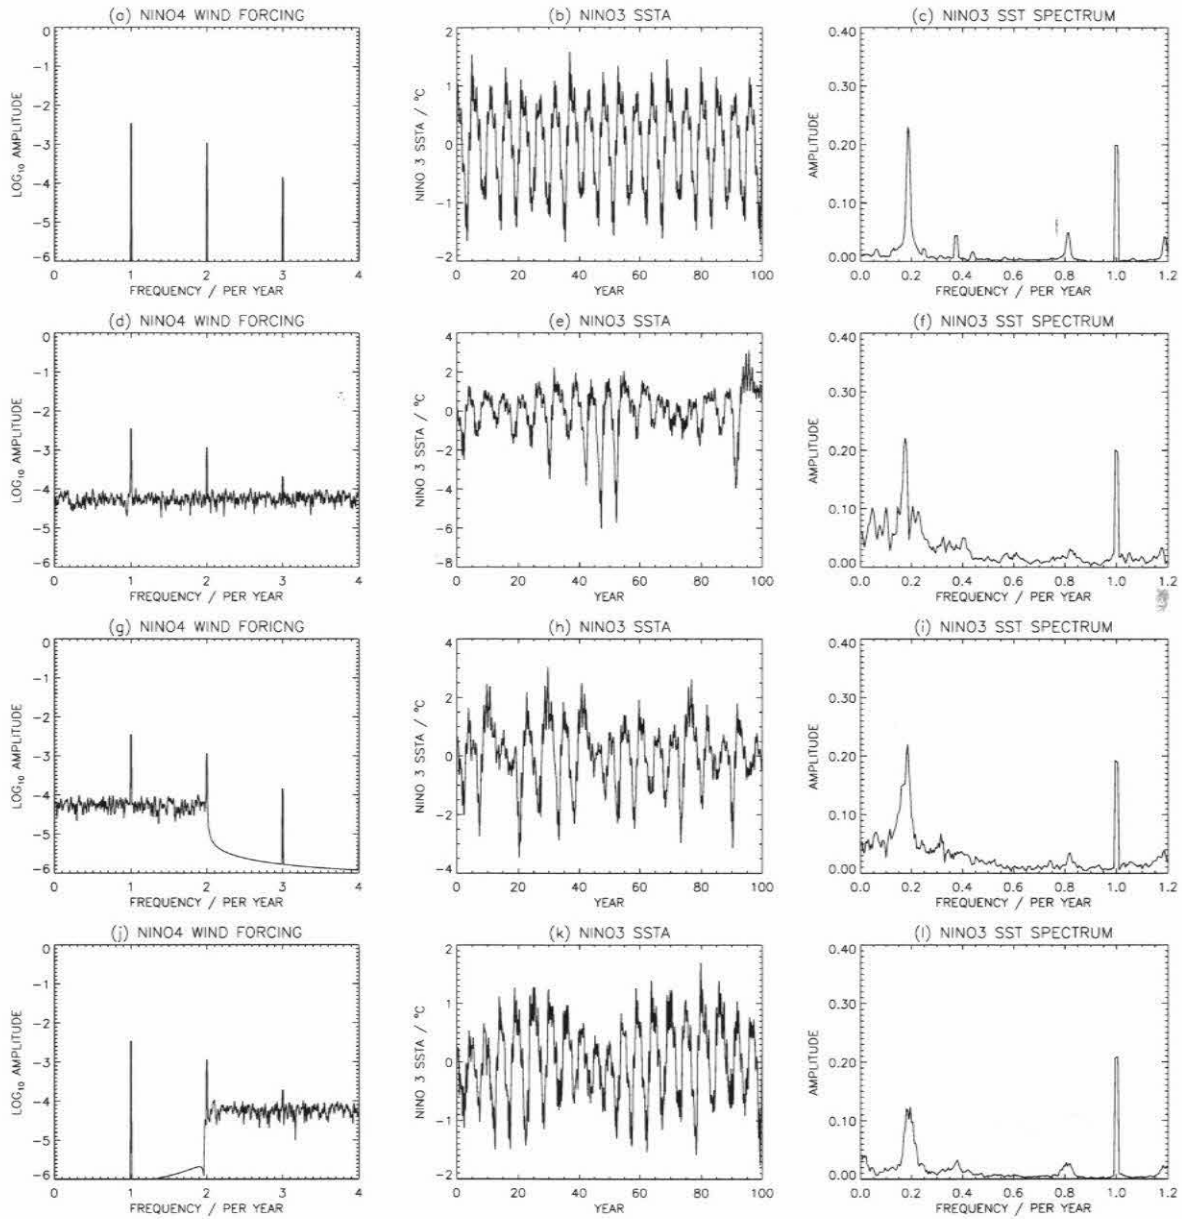 (a) NINO4 WIND FORCING
LOG₁₀ AMPLITUDE
0
−1
−2
−3
−4
−5
−6
0 1 2 3 4
FREQUENCY / PER YEAR
(b) NINO3 SSTA
NINO 3 SSTA / °C
2
1
0
−1
−2
0 20 40 60 80 100
YEAR
(c) NINO3 SST SPECTRUM
AMPLITUDE
0.40
0.30
0.20
0.10
0.00
0.0 0.2 0.4 0.6 0.8 1.0 1.2
FREQUENCY / PER YEAR
(d) NINO4 WIND FORCING
LOG₁₀ AMPLITUDE
0
−1
−2
−3
−4
−5
−6
0 1 2 3 4
FREQUENCY / PER YEAR
(e) NINO3 SSTA
NINO 3 SSTA / °C
4
2
0
−2
−4
−6
−8
0 20 40 60 80 100
YEAR
(f) NINO3 SST SPECTRUM
AMPLITUDE
0.40
0.30
0.20
0.10
0.00
0.0 0.2 0.4 0.6 0.8 1.0 1.2
FREQUENCY / PER YEAR
(g) NINO4 WIND FORICNG
LOG₁₀ AMPLITUDE
0
−1
−2
−3
−4
−5
−6
0 1 2 3 4
FREQUENCY / PER YEAR
(h) NINO3 SSTA
NINO 3 SSTA / °C
4
2
0
−2
−4
0 20 40 60 80 100
YEAR
(i) NINO3 SST SPECTRUM
AMPLITUDE
0.40
0.30
0.20
0.10
0.00
0.0 0.2 0.4 0.6 0.8 1.0 1.2
FREQUENCY / PER YEAR
(j) NINO4 WIND FORCING
LOG₁₀ AMPLITUDE
0
−1
−2
−3
−4
−5
−6
1 2 3 4
FREQUENCY / PER YEAR
(k) NINO3 SSTA
NINO 3 SSTA / °C
2
1
0
−1
−2
0 20 40 60 80 100
YEAR
(l) NINO3 SST SPECTRUM
AMPLITUDE
0.40
0.30
0.20
0.10
0.00
0.0 0.2 0.4 0.6 0.8 1.0 1.2
FREQUENCY / PER YEAR